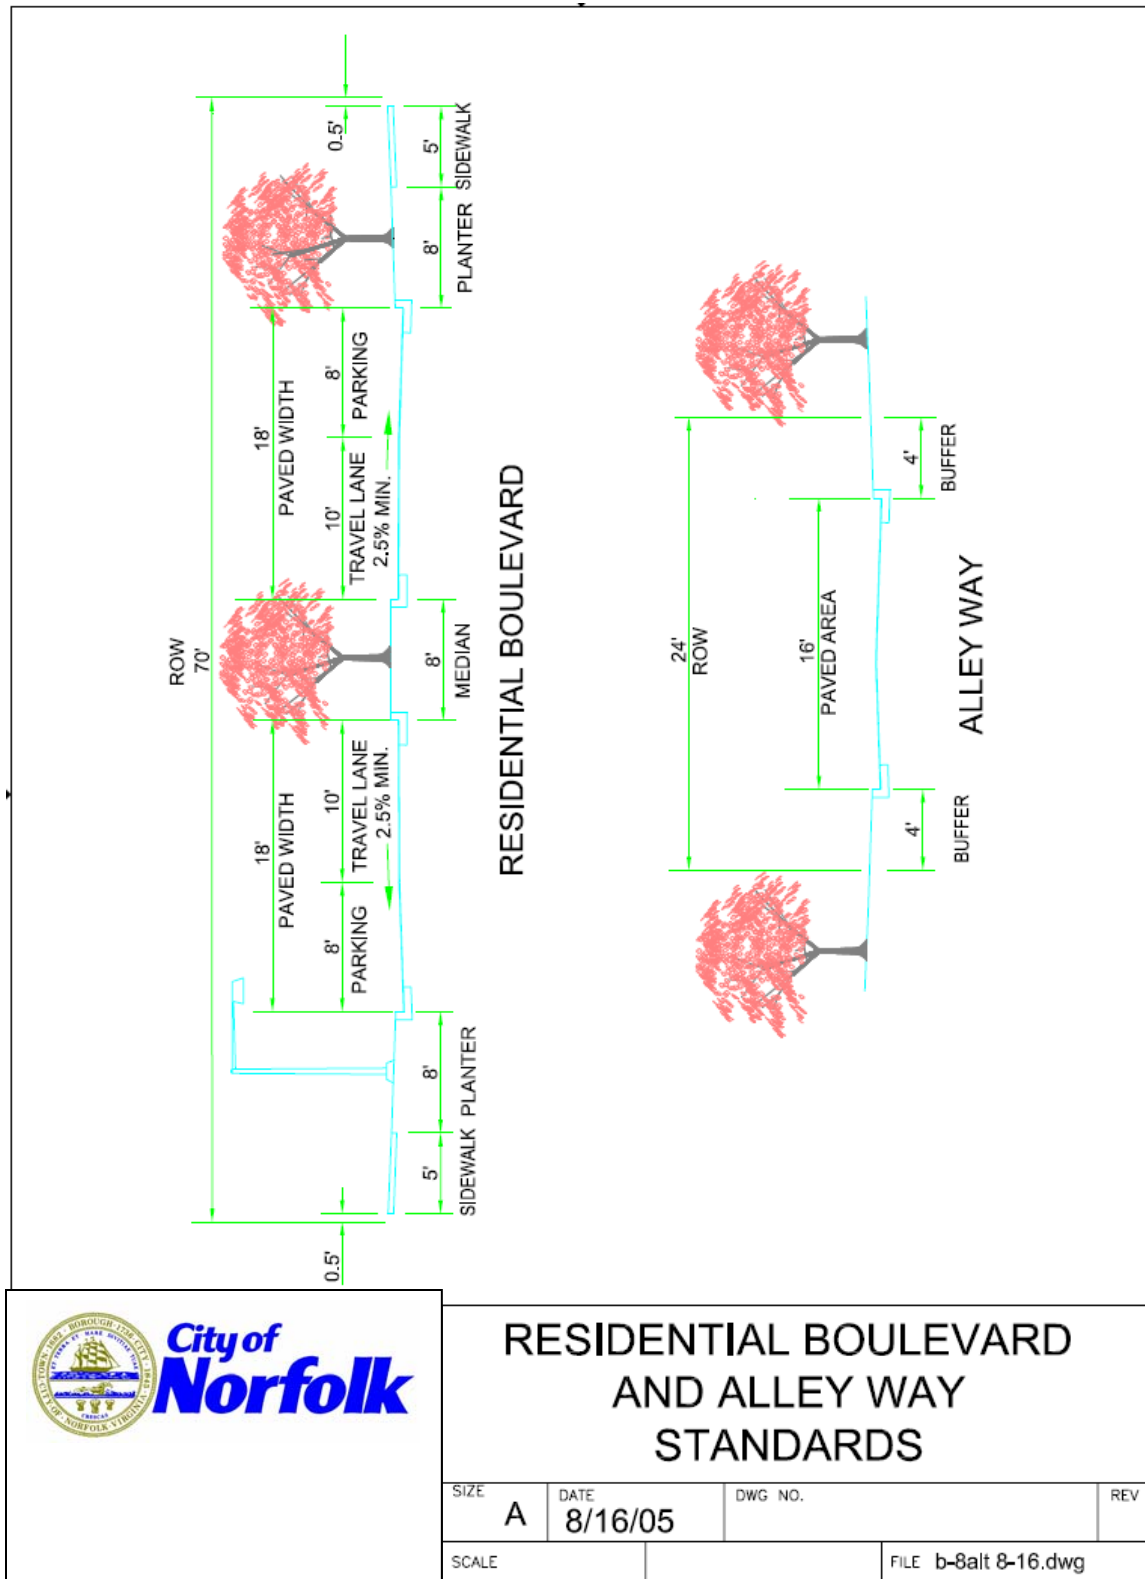 ROW
70'
0.5'
5'
SIDEWALK
8'
PLANTER
18'
PAVED WIDTH
8'
PARKING
10'
TRAVEL LANE
2.5% MIN.
8'
MEDIAN
18'
PAVED WIDTH
10'
TRAVEL LANE
2.5% MIN.
8'
PARKING
8'
PLANTER
5'
SIDEWALK
0.5'
RESIDENTIAL BOULEVARD
24'
ROW
16'
PAVED AREA
4'
BUFFER
4'
BUFFER
ALLEY WAY
City of
Norfolk
RESIDENTIAL BOULEVARD
AND ALLEY WAY
STANDARDS
SIZE
A
DATE
8/16/05
DWG NO.
REV
SCALE
FILE b-8alt 8-16.dwg